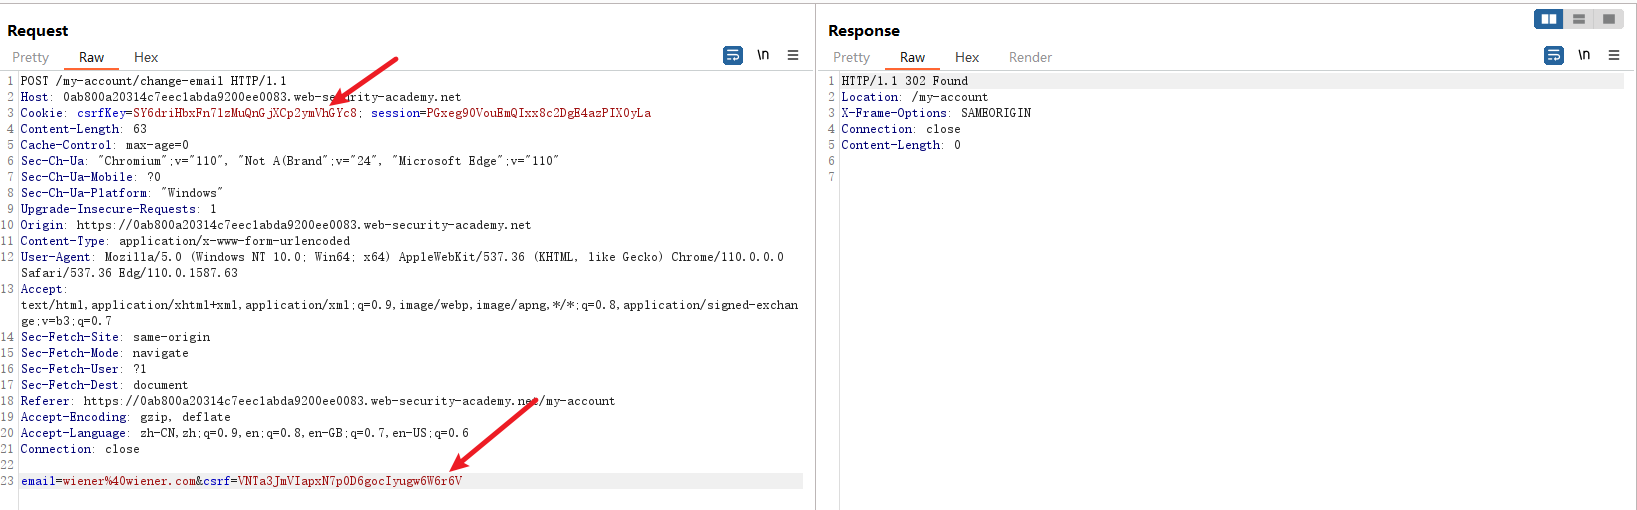 Request
Pretty Raw Hex
\n
1 POST /my-account/change-email HTTP/1.1
2 Host: 0ab800a20314c7eec1abda9200ee0083.web-security-academy.net
3 Cookie: csrfKey=SY6driHbxFn71zMuQnGjXCp2ymVhGYc8; session=PGxeg90VouEmQIxx8c2DgE4azPIX0yLa
4 Content-Length: 63
5 Cache-Control: max-age=0
6 Sec-Ch-Ua: "Chromium";v="110", "Not A(Brand";v="24", "Microsoft Edge";v="110"
7 Sec-Ch-Ua-Mobile: ?0
8 Sec-Ch-Ua-Platform: "Windows"
9 Upgrade-Insecure-Requests: 1
10 Origin: https://0ab800a20314c7eec1abda9200ee0083.web-security-academy.net
11 Content-Type: application/x-www-form-urlencoded
12 User-Agent: Mozilla/5.0 (Windows NT 10.0; Win64; x64) AppleWebKit/537.36 (KHTML, like Gecko) Chrome/110.0.0.0
Safari/537.36 Edg/110.0.1587.63
13 Accept:
text/html,application/xhtml+xml,application/xml;q=0.9,image/webp,image/apng,*/*;q=0.8,application/signed-exchan
ge;v=b3;q=0.7
14 Sec-Fetch-Site: same-origin
15 Sec-Fetch-Mode: navigate
16 Sec-Fetch-User: ?1
17 Sec-Fetch-Dest: document
18 Referer: https://0ab800a20314c7eec1abda9200ee0083.web-security-academy.net/my-account
19 Accept-Encoding: gzip, deflate
20 Accept-Language: zh-CN,zh;q=0.9,en;q=0.8,en-GB;q=0.7,en-US;q=0.6
21 Connection: close
22
23 email=wiener%40wiener.com&csrf=VNTa3JmVIapxN7p0D6gocIyugw6W6r6V
Response
Pretty Raw Hex Render
\n
1 HTTP/1.1 302 Found
2 Location: /my-account
3 X-Frame-Options: SAMEORIGIN
4 Connection: close
5 Content-Length: 0
6
7